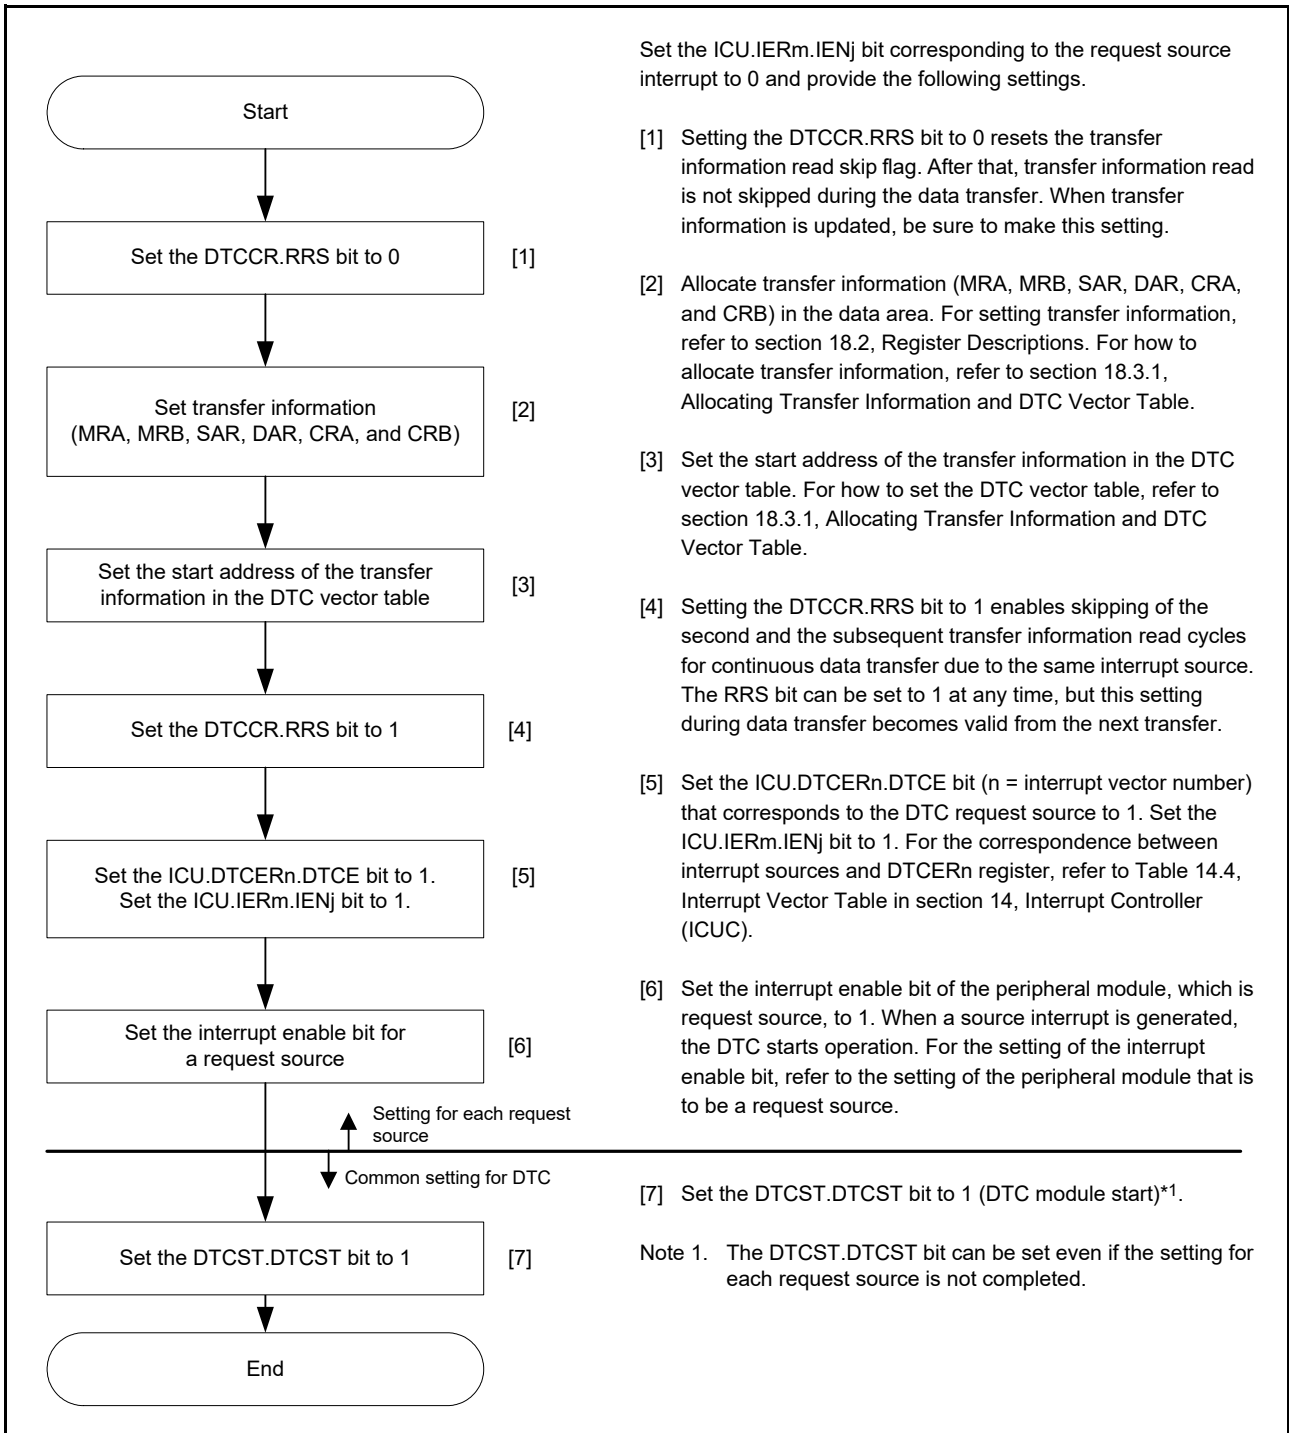 Start
Set the DTCCR.RRS bit to 0
[1]
Set transfer information
(MRA, MRB, SAR, DAR, CRA, and CRB)
[2]
Set the start address of the transfer
information in the DTC vector table
[3]
Set the DTCCR.RRS bit to 1
[4]
Set the ICU.DTCERn.DTCE bit to 1.
Set the ICU.IERm.IENj bit to 1.
[5]
Set the interrupt enable bit for
a request source
[6]
Setting for each request
source
Common setting for DTC
Set the DTCST.DTCST bit to 1
[7]
End
Set the ICU.IERm.IENj bit corresponding to the request source
interrupt to 0 and provide the following settings.
[1] Setting the DTCCR.RRS bit to 0 resets the transfer
information read skip flag. After that, transfer information read
is not skipped during the data transfer. When transfer
information is updated, be sure to make this setting.
[2] Allocate transfer information (MRA, MRB, SAR, DAR, CRA,
and CRB) in the data area. For setting transfer information,
refer to section 18.2, Register Descriptions. For how to
allocate transfer information, refer to section 18.3.1,
Allocating Transfer Information and DTC Vector Table.
[3] Set the start address of the transfer information in the DTC
vector table. For how to set the DTC vector table, refer to
section 18.3.1, Allocating Transfer Information and DTC
Vector Table.
[4] Setting the DTCCR.RRS bit to 1 enables skipping of the
second and the subsequent transfer information read cycles
for continuous data transfer due to the same interrupt source.
The RRS bit can be set to 1 at any time, but this setting
during data transfer becomes valid from the next transfer.
[5] Set the ICU.DTCERn.DTCE bit (n = interrupt vector number)
that corresponds to the DTC request source to 1. Set the
ICU.IERm.IENj bit to 1. For the correspondence between
interrupt sources and DTCERn register, refer to Table 14.4,
Interrupt Vector Table in section 14, Interrupt Controller
(ICUC).
[6] Set the interrupt enable bit of the peripheral module, which is
request source, to 1. When a source interrupt is generated,
the DTC starts operation. For the setting of the interrupt
enable bit, refer to the setting of the peripheral module that is
to be a request source.
[7] Set the DTCST.DTCST bit to 1 (DTC module start)*1.
Note 1. The DTCST.DTCST bit can be set even if the setting for
each request source is not completed.